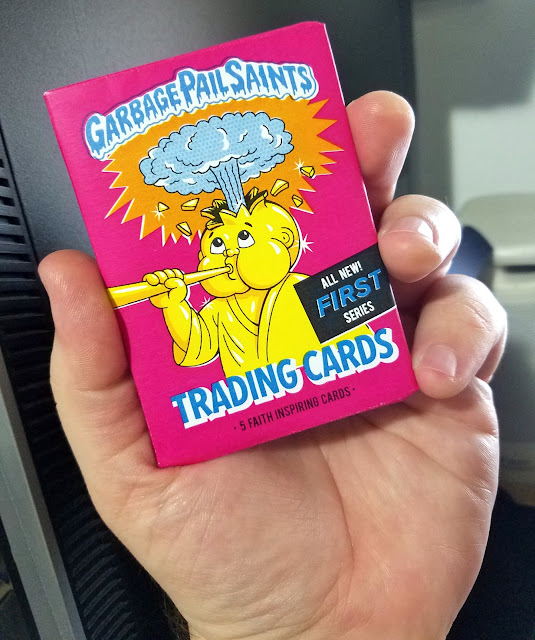 GARBAGE PAIL SAINTS
ALL NEW!
FIRST
SERIES
TRADING CARDS
• 5 FAITH INSPIRING CARDS •